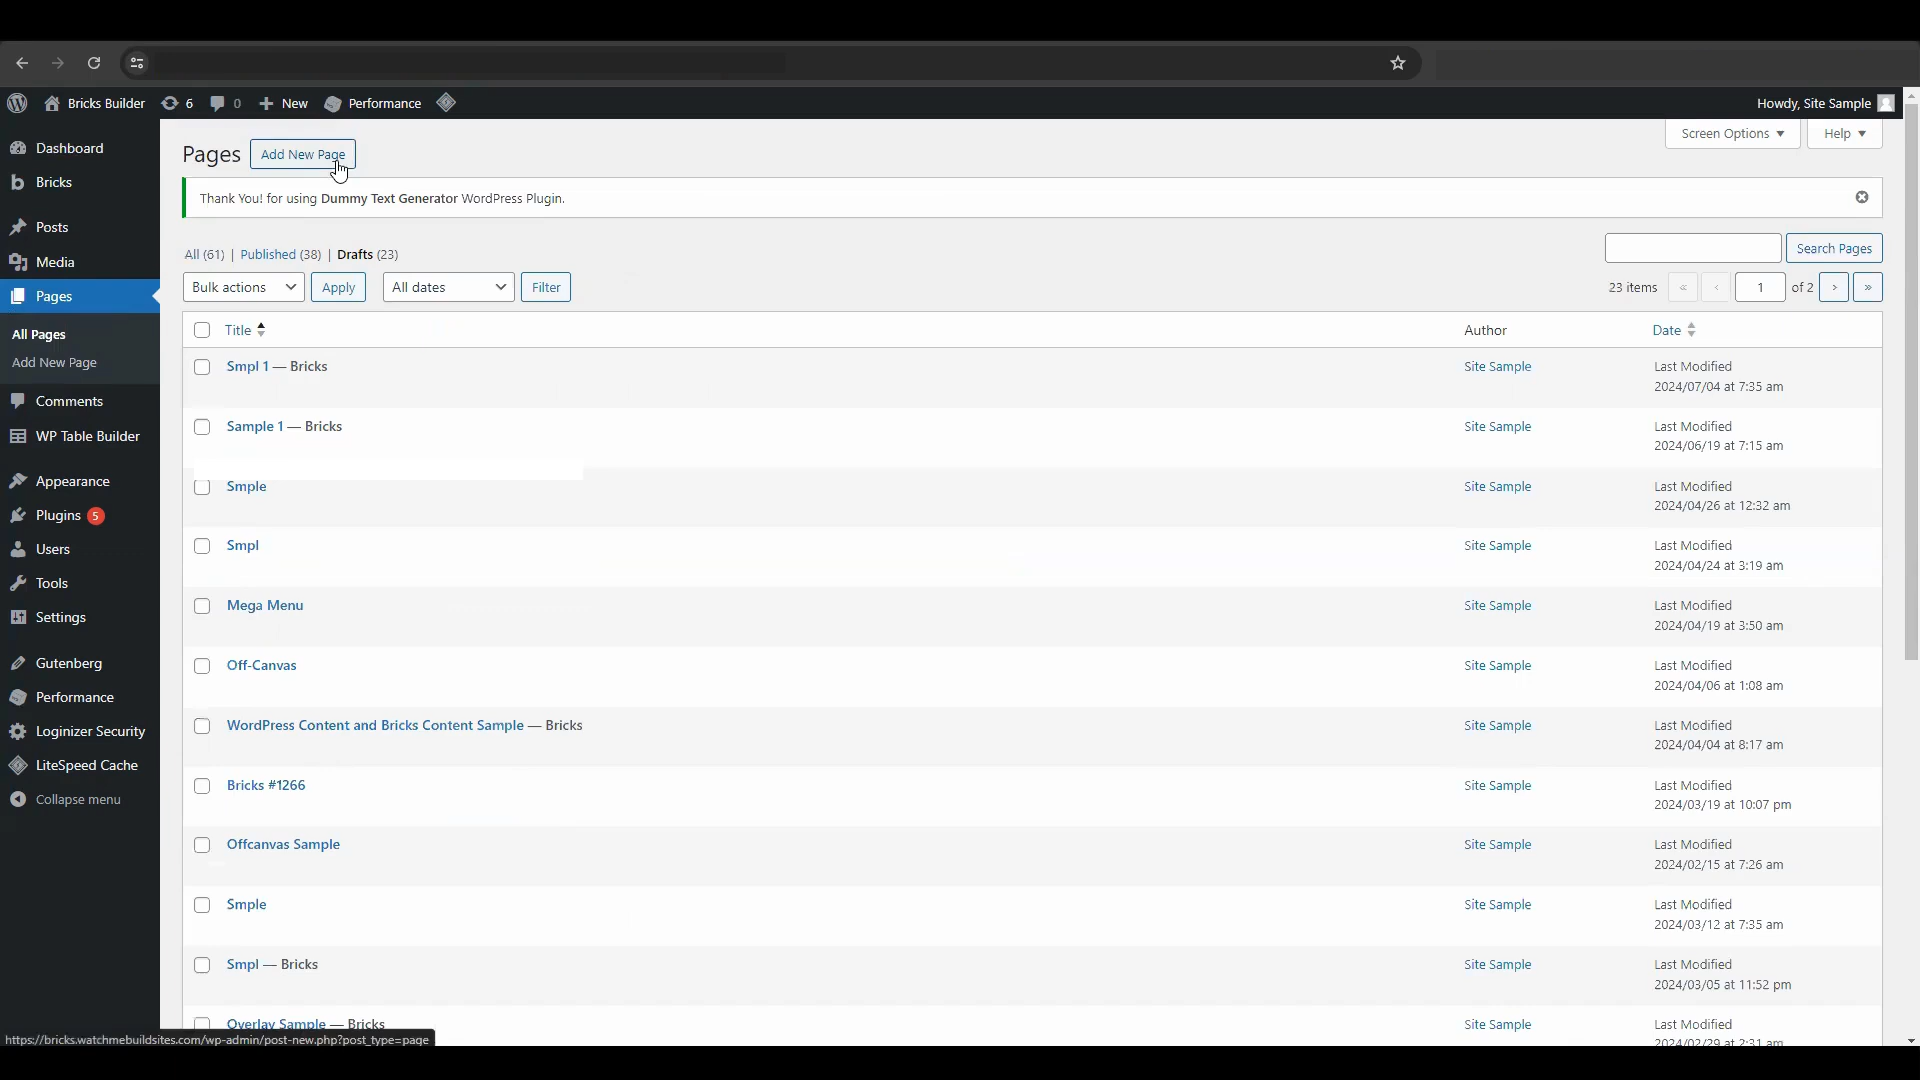 Bricks Builder 6 0 New Performance Howdy, Site Sample
Dashboard
Bricks
Posts
Media
Pages
All Pages
Add New Page
Comments
WP Table Builder
Appearance
Plugins 5
Users
Tools
Settings
Gutenberg
Performance
Loginizer Security
LiteSpeed Cache
Collapse menu
Screen Options Help
Pages Add New Page
Thank You! for using Dummy Text Generator WordPress Plugin.
All (61) | Published (38) | Drafts (23)
Search Pages
Bulk actions Apply All dates Filter
23 items « ‹ 1 of 2 › »
Title Author Date
Smpl 1 — Bricks Site Sample Last Modified
2024/07/04 at 7:35 am
Sample 1 — Bricks Site Sample Last Modified
2024/06/19 at 7:15 am
Smple Site Sample Last Modified
2024/04/26 at 12:32 am
Smpl Site Sample Last Modified
2024/04/24 at 3:19 am
Mega Menu Site Sample Last Modified
2024/04/19 at 3:50 am
Off-Canvas Site Sample Last Modified
2024/04/06 at 1:08 am
WordPress Content and Bricks Content Sample — Bricks Site Sample Last Modified
2024/04/04 at 8:17 am
Bricks #1266 Site Sample Last Modified
2024/03/19 at 10:07 pm
Offcanvas Sample Site Sample Last Modified
2024/02/15 at 7:26 am
Smple Site Sample Last Modified
2024/03/12 at 7:35 am
Smpl — Bricks Site Sample Last Modified
2024/03/05 at 11:52 pm
Overlay Sample — Bricks Site Sample Last Modified
2024/02/29 at 2:31 am
https://bricks.watchmebuildsites.com/wp-admin/post-new.php?post_type=page